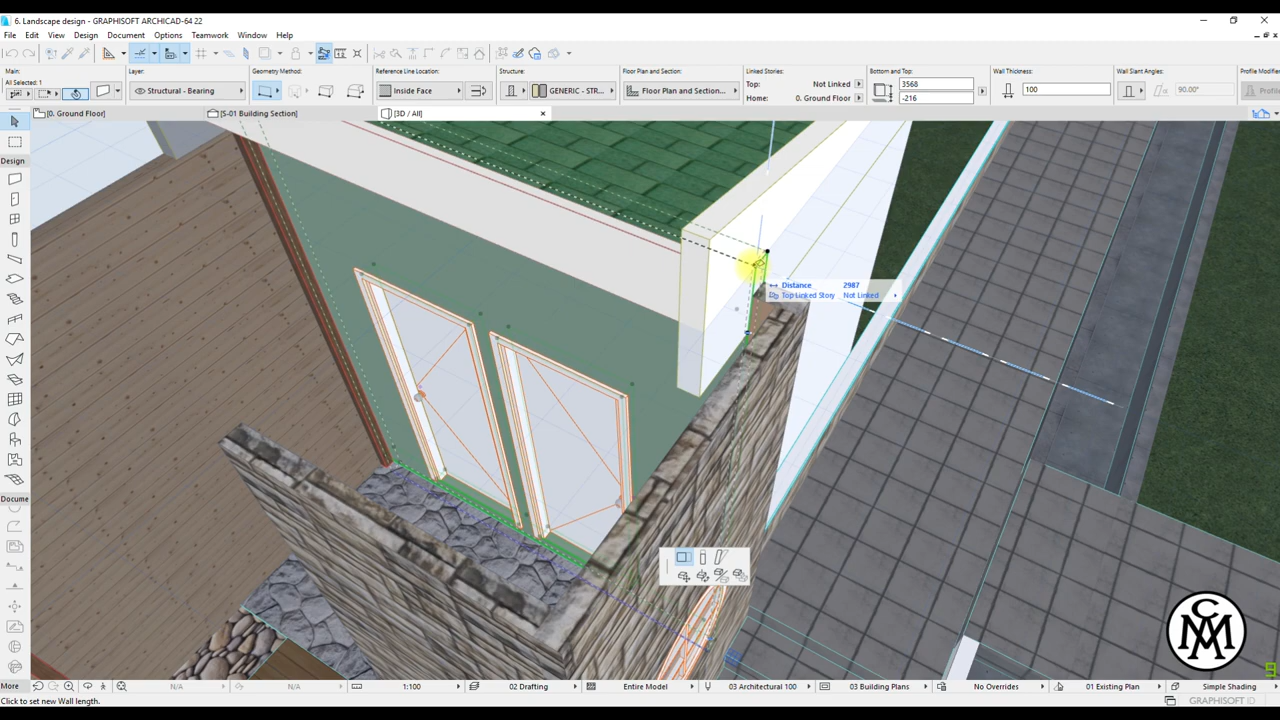 6. Landscape design - GRAPHISOFT ARCHICAD-64 22
File Edit View Design Document Options Teamwork Window Help
Main:
All Selected: 1
Layer:
Structural - Bearing
Geometry Method:
Reference Line Location:
Inside Face
Structure:
GENERIC - STR...
Floor Plan and Section:
Floor Plan and Section...
Linked Stories:
Top: Not Linked
Home: 0. Ground Floor
Bottom and Top:
3568
-216
Wall Thickness:
100
Wall Slant Angles:
90.00°
Profile Modifier
Profile
[0. Ground Floor]
[S-01 Building Section]
[3D / All]
Design
Distance 2987
Top Linked Story Not Linked
Docume
More
N/A
N/A
1:100
02 Drafting
Entire Model
03 Architectural 100
03 Building Plans
No Overrides
01 Existing Plan
Simple Shading
Click to set new Wall length.
GRAPHISOFT ID